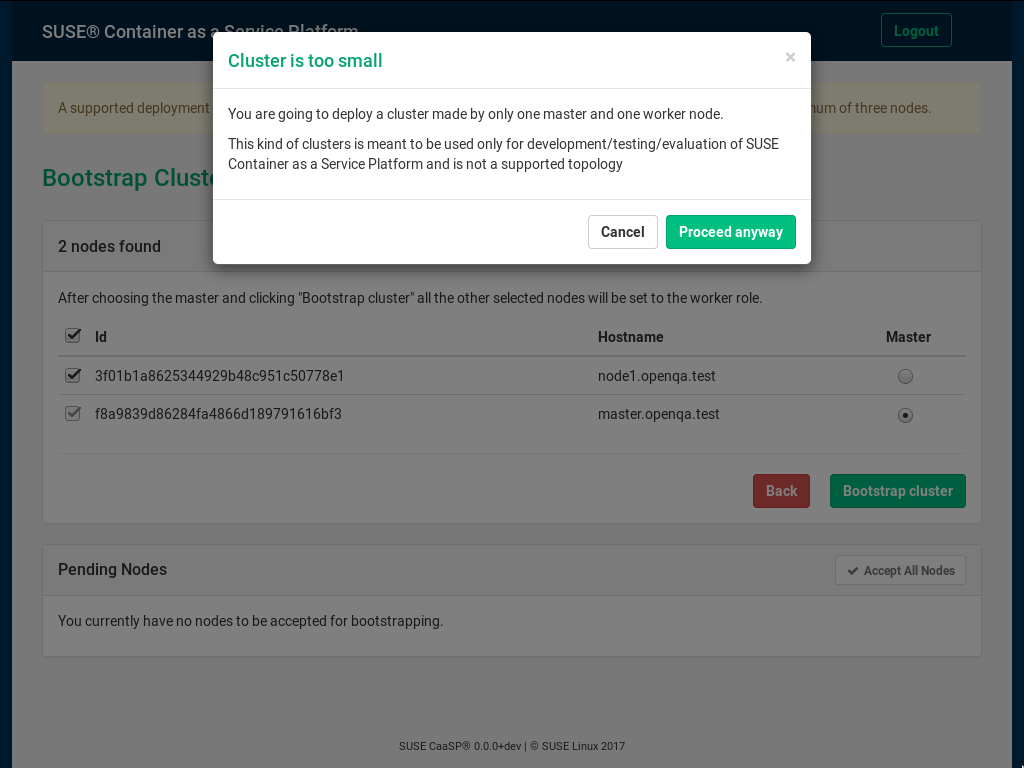 SUSE® Container as a Service Platform
Logout
Cluster is too small
×
A supported deployment
num of three nodes.
You are going to deploy a cluster made by only one master and one worker node.
This kind of clusters is meant to be used only for development/testing/evaluation of SUSE
Container as a Service Platform and is not a supported topology
Bootstrap Cluste
Cancel
Proceed anyway
2 nodes found
After choosing the master and clicking "Bootstrap cluster" all the other selected nodes will be set to the worker role.
Id Hostname Master
3f01b1a8625344929b48c951c50778e1 node1.openqa.test
f8a9839d86284fa4866d189791616bf3 master.openqa.test
Back
Bootstrap cluster
Pending Nodes
Accept All Nodes
You currently have no nodes to be accepted for bootstrapping.
SUSE CaaSP® 0.0.0+dev | © SUSE Linux 2017